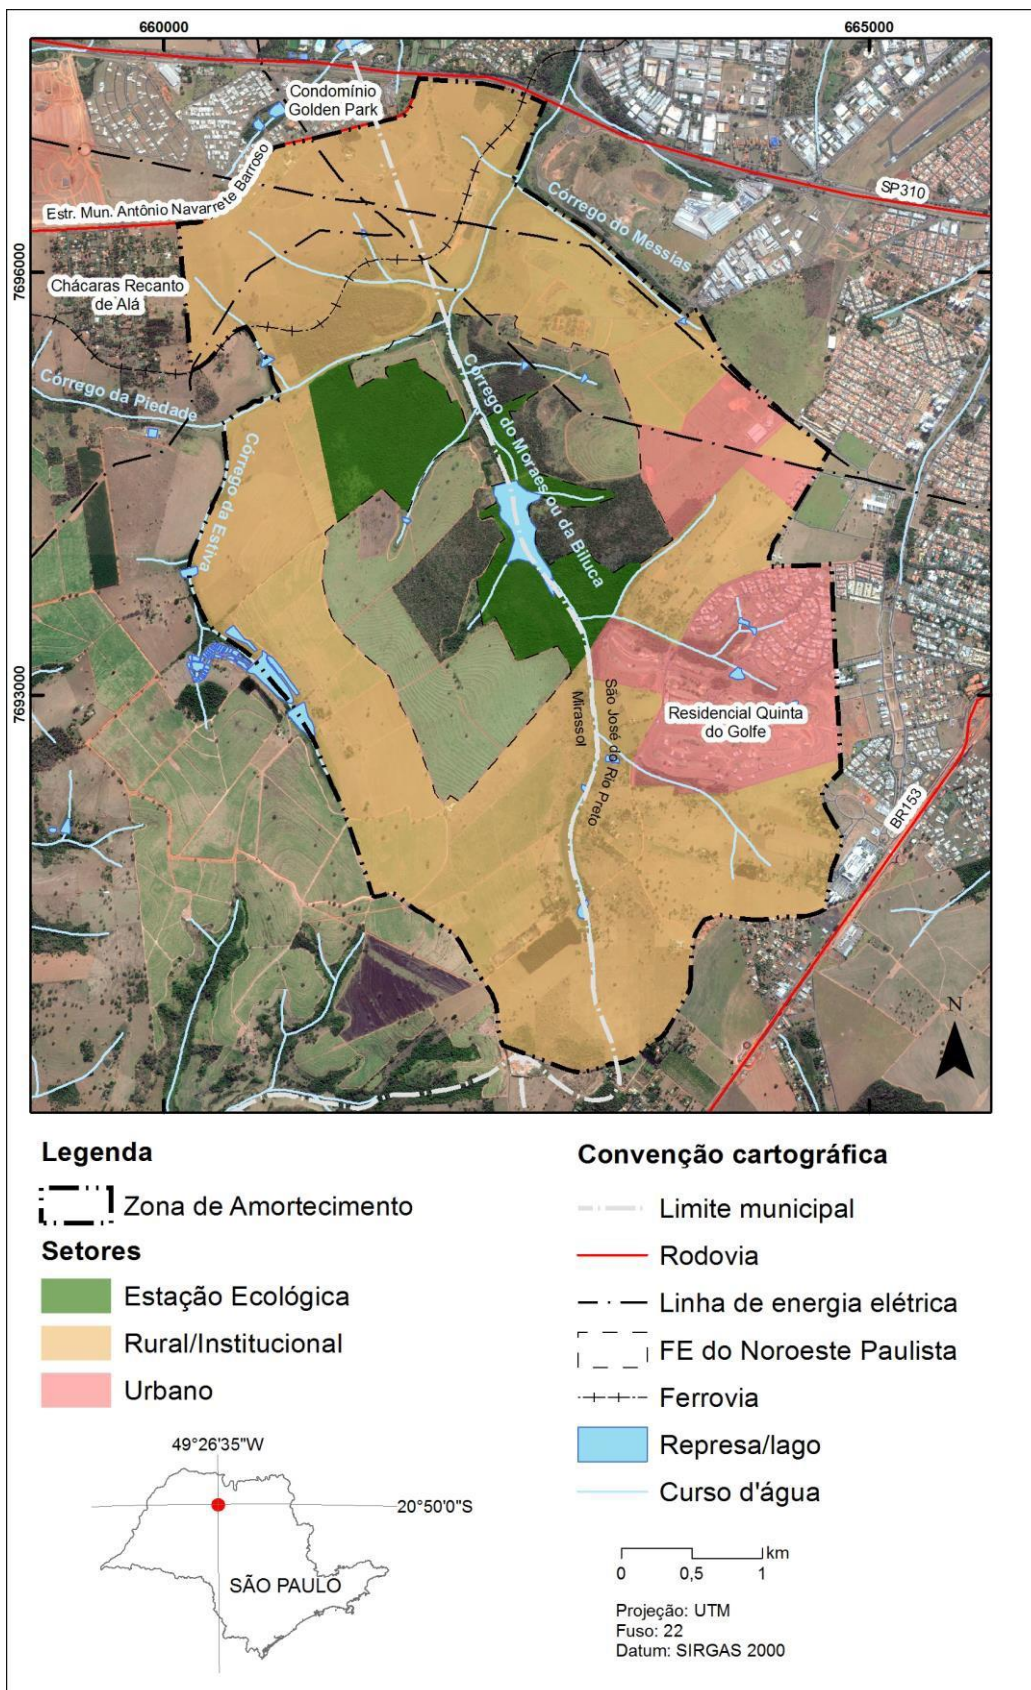 660000
665000
Condomínio
Golden Park
SP310
Estr. Mun. Antônio Navarrete Barroso
Córrego do Messias
7696000
Chácaras Recanto
de Alá
Córrego da Piedade
Córrego do Moraes ou da Biluca
Córrego da Estiva
7693000
São José do Rio Preto
Mirassol
Residencial Quinta
do Golfe
BR153
N
Legenda
Zona de Amortecimento
Setores
Estação Ecológica
Rural/Institucional
Urbano
Convenção cartográfica
Limite municipal
Rodovia
Linha de energia elétrica
FE do Noroeste Paulista
Ferrovia
Represa/lago
Curso d'água
49°26'35"W
20°50'0"S
SÃO PAULO
km
0 0,5 1
Projeção: UTM
Fuso: 22
Datum: SIRGAS 2000